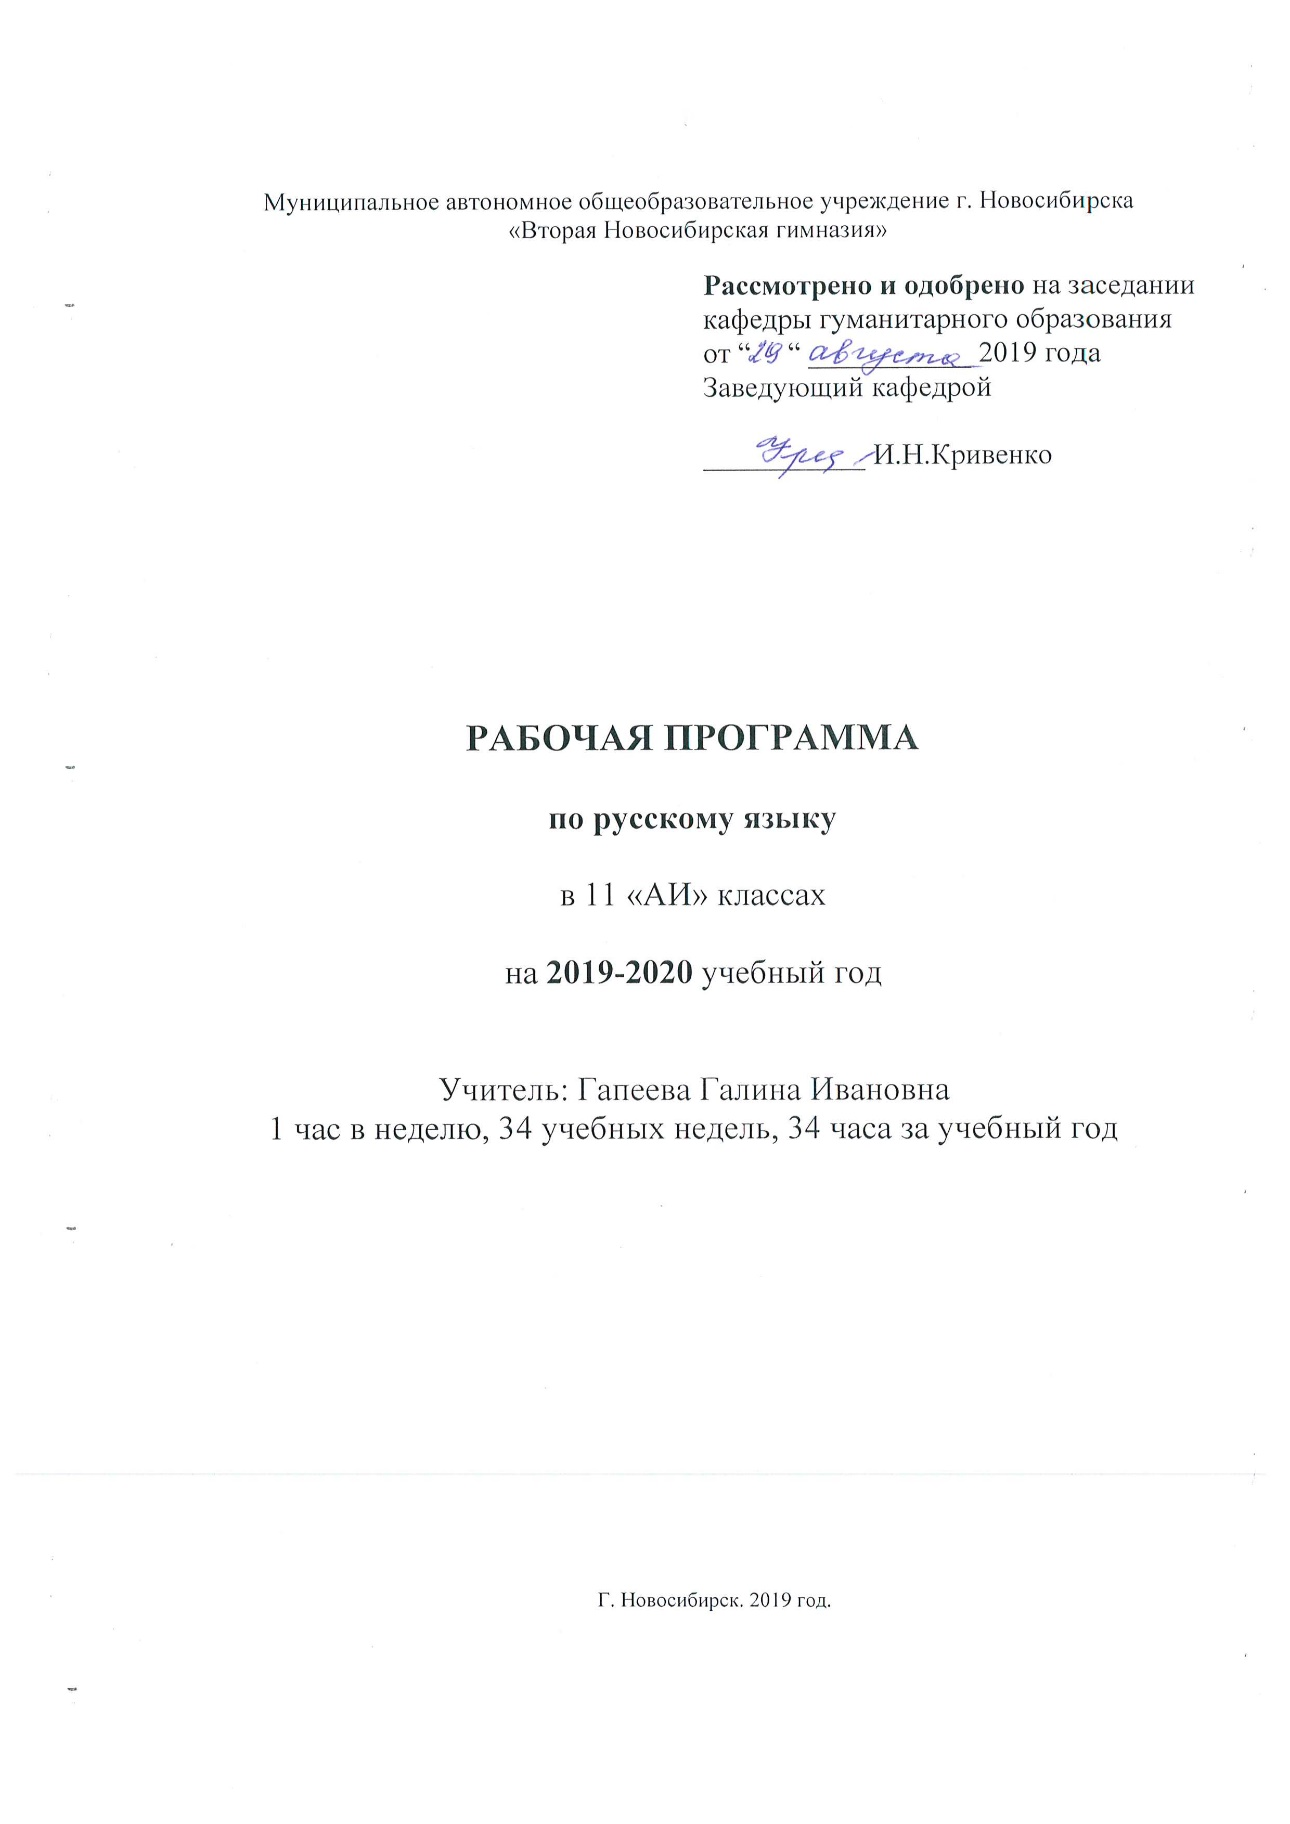 Муниципальное автономное общеобразовательное учреждение г. Новосибирска
«Вторая Новосибирская гимназия»
Рассмотрено и одобрено на заседании
кафедры гуманитарного образования
от “29“ августа 2019 года
Заведующий кафедрой
И.Н.Кривенко
РАБОЧАЯ ПРОГРАММА
по русскому языку
в 11 «АИ» классах
на 2019-2020 учебный год
Учитель: Гапеева Галина Ивановна
1 час в неделю, 34 учебных недель, 34 часа за учебный год
Г. Новосибирск. 2019 год.